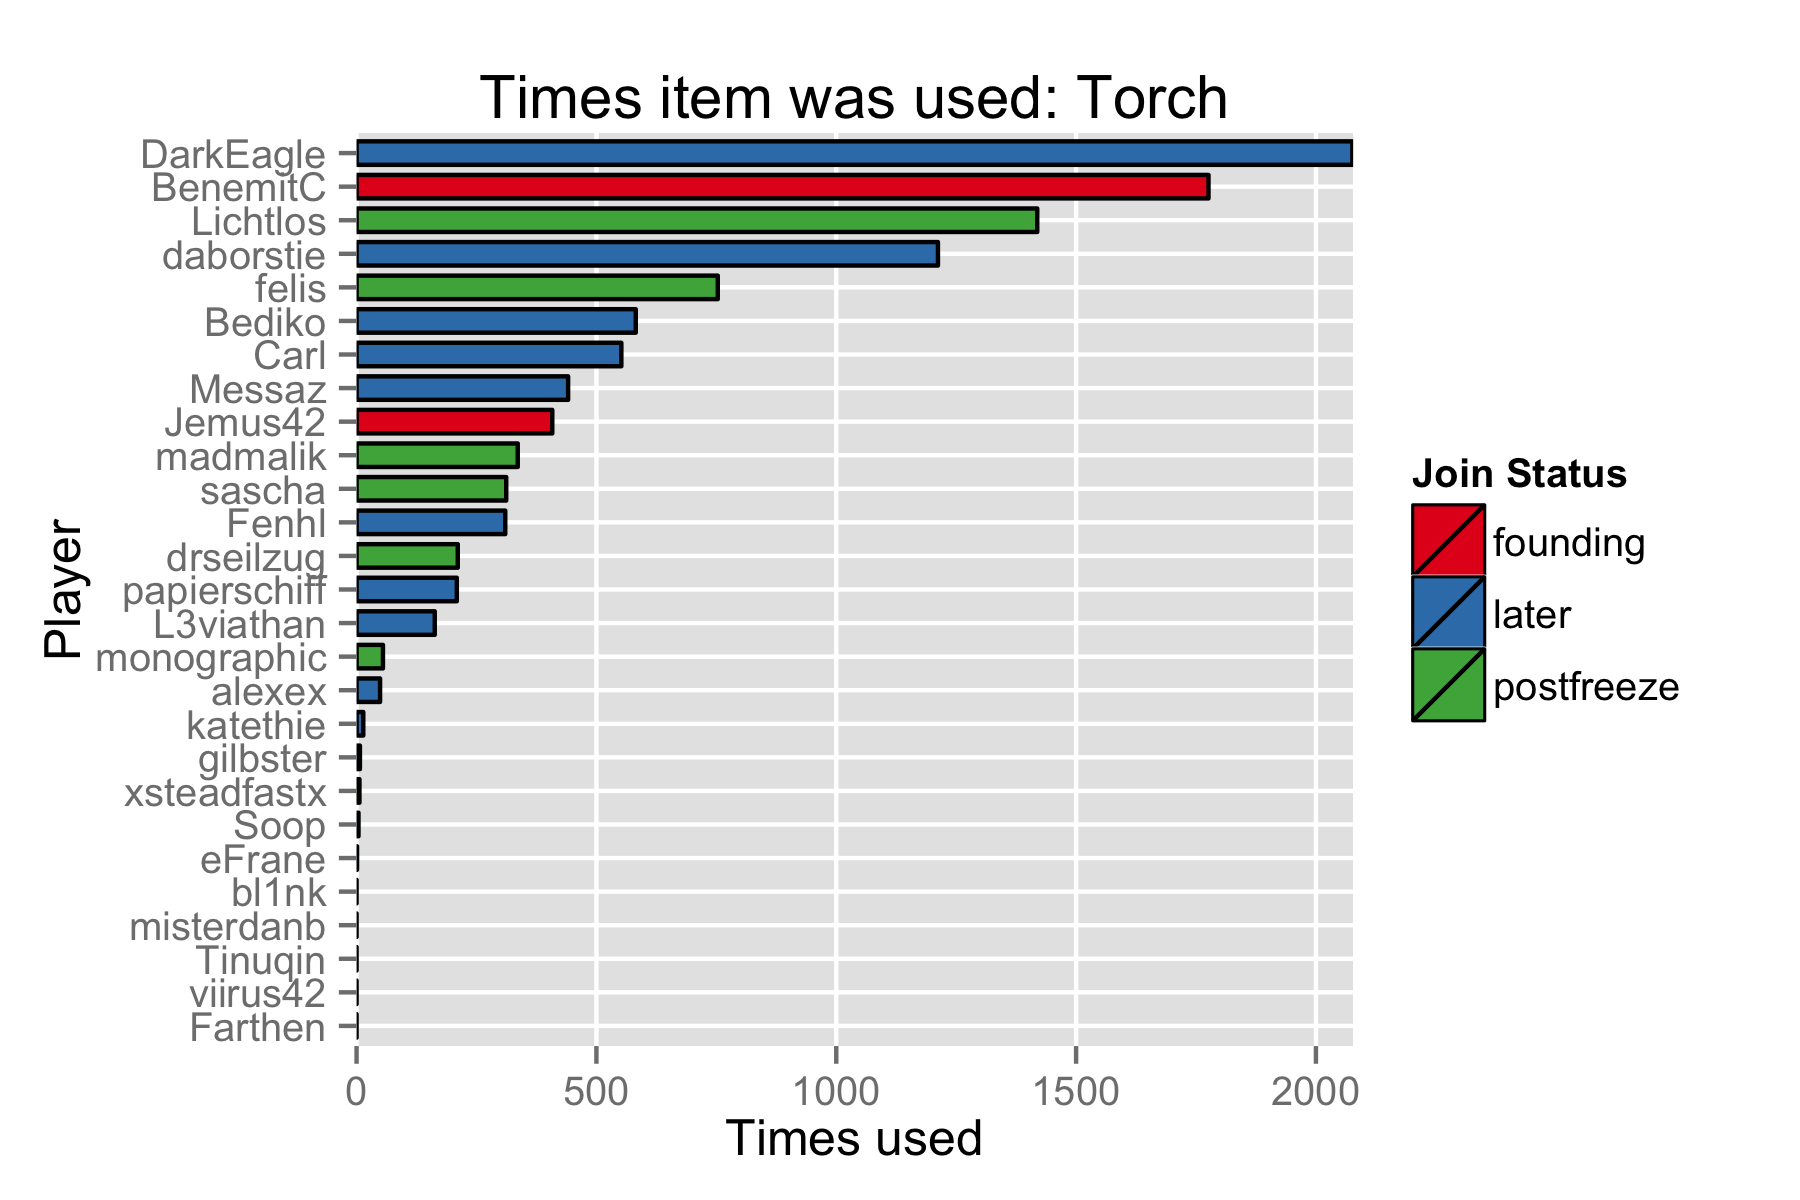 Times item was used: Torch
DarkEagle
BenemitC
Lichtlos
daborstie
felis
Bediko
Carl
Messaz
Jemus42
madmalik
sascha
Fenhl
drseilzug
papierschiff
L3viathan
monographic
alexex
katethie
gilbster
xsteadfastx
Soop
eFrane
bl1nk
misterdanb
Tinuqin
viirus42
Farthen
Player
0 500 1000 1500 2000
Times used
Join Status
founding
later
postfreeze